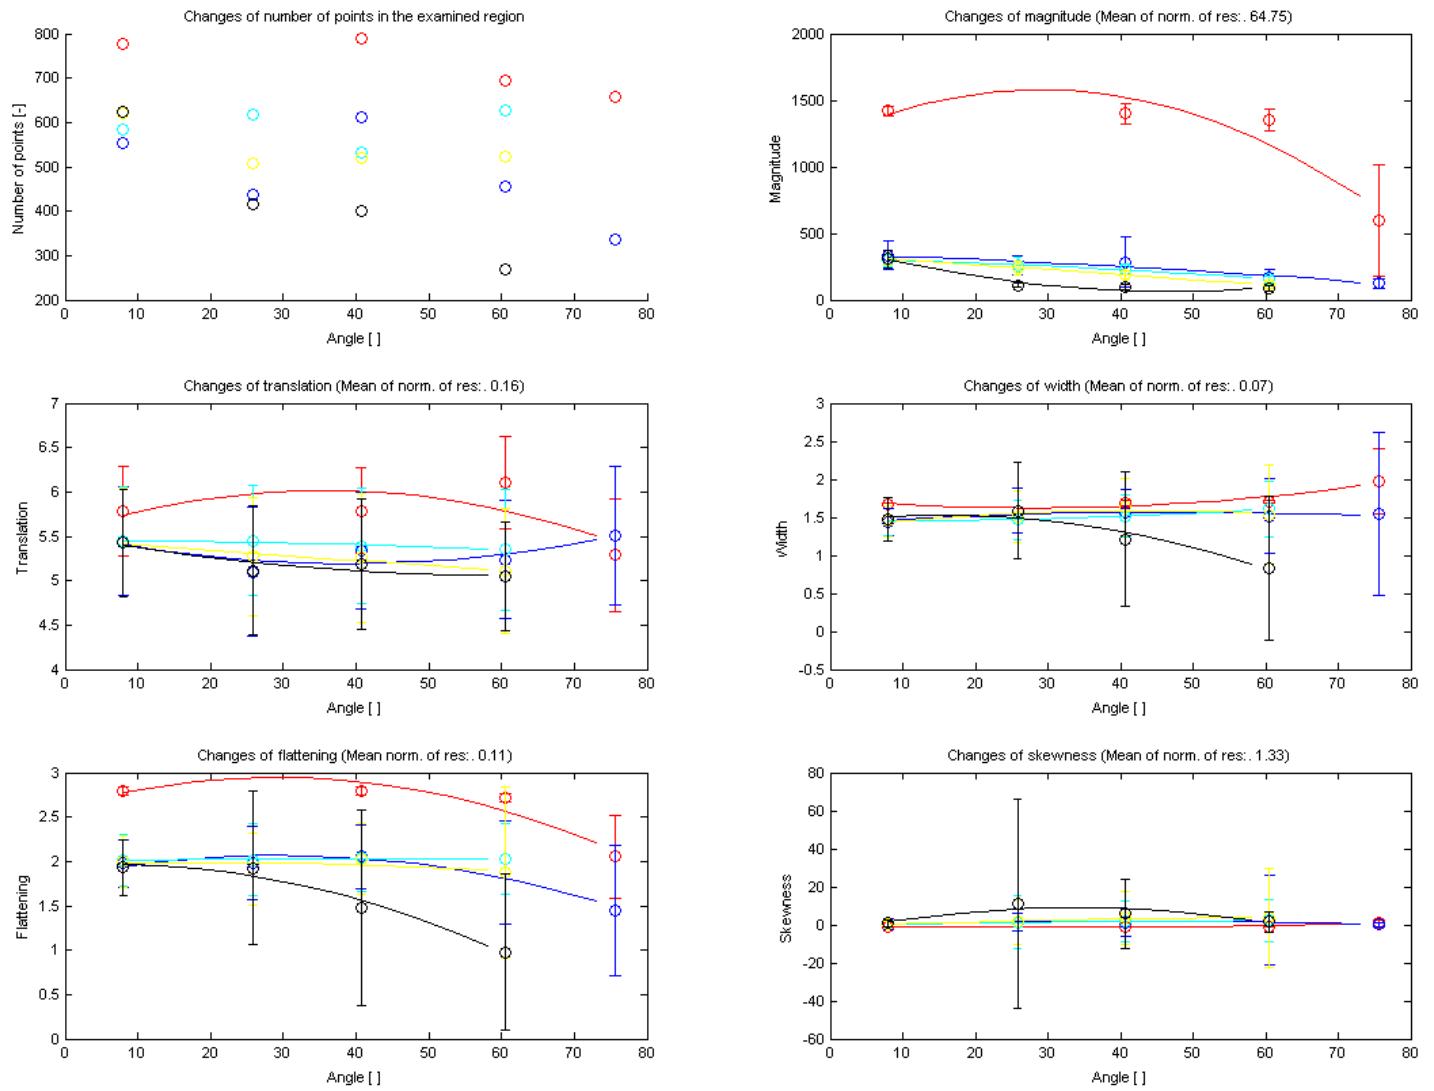 Changes of number of points in the examined region
800
700
600
500
400
300
200
Number of points [-]
0 10 20 30 40 50 60 70 80
Angle [ ]
Changes of magnitude (Mean of norm. of res:. 64.75)
2000
1500
1000
500
0
Magnitude
0 10 20 30 40 50 60 70 80
Angle [ ]
Changes of translation (Mean of norm. of res:. 0.16)
7
6.5
6
5.5
5
4.5
4
Translation
0 10 20 30 40 50 60 70 80
Angle [ ]
Changes of width (Mean of norm. of res:. 0.07)
3
2.5
2
1.5
1
0.5
0
-0.5
Width
0 10 20 30 40 50 60 70 80
Angle [ ]
Changes of flattening (Mean norm. of res:. 0.11)
3
2.5
2
1.5
1
0.5
0
Flattening
0 10 20 30 40 50 60 70 80
Angle [ ]
Changes of skewness (Mean of norm. of res:. 1.33)
80
60
40
20
0
-20
-40
-60
Skewness
0 10 20 30 40 50 60 70 80
Angle [ ]